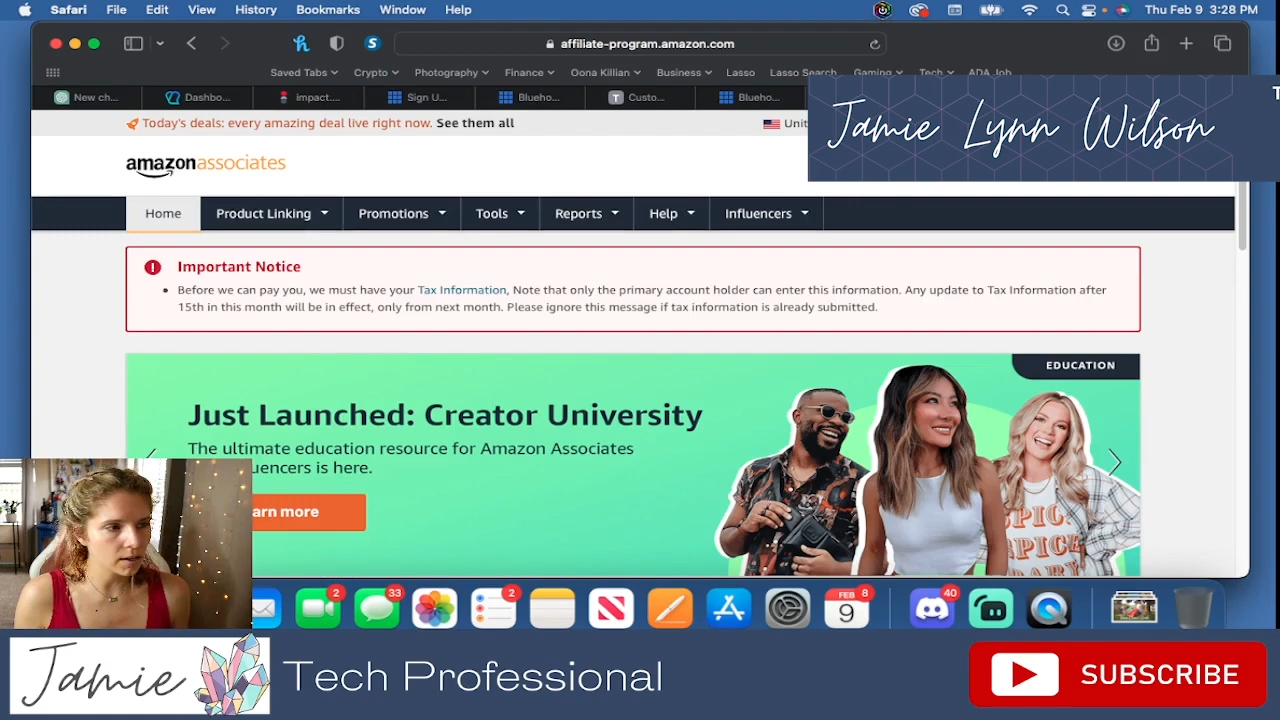 Safari File Edit View History Bookmarks Window Help Thu Feb 9 3:28 PM
affiliate-program.amazon.com
Saved Tabs Crypto Photography Finance Oona Killian Business Lasso Lasso Search Gaming Tech ADA Job
New ch... Dashbo... impact.... Sign U... Blueho... Custo... Blueho...
Jamie Lynn Wilson
Today's deals: every amazing deal live right now. See them all
amazonassociates
Home Product Linking Promotions Tools Reports Help Influencers
Important Notice
• Before we can pay you, we must have your Tax Information, Note that only the primary account holder can enter this information. Any update to Tax Information after
15th in this month will be in effect, only from next month. Please ignore this message if tax information is already submitted.
EDUCATION
Just Launched: Creator University
The ultimate education resource for Amazon Associates
uencers is here.
arn more
2 33 2 FEB 9 8 40
Jamie Tech Professional
SUBSCRIBE